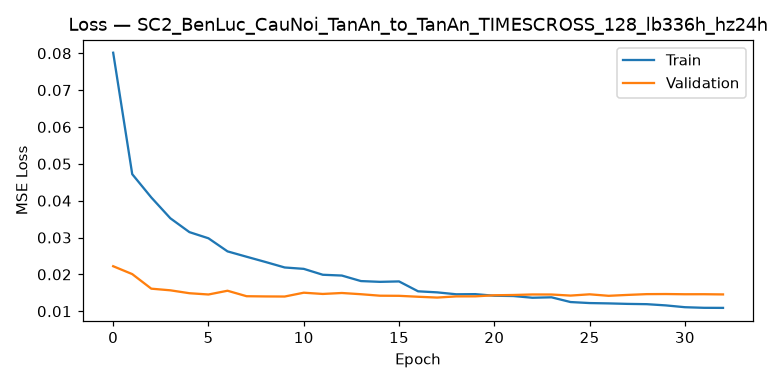 Loss — SC2_BenLuc_CauNoi_TanAn_to_TanAn_TIMESCROSS_128_lb336h_hz24h
Train
Validation
0.08
0.07
0.06
0.05
0.04
0.03
0.02
0.01
MSE Loss
0 5 10 15 20 25 30
Epoch